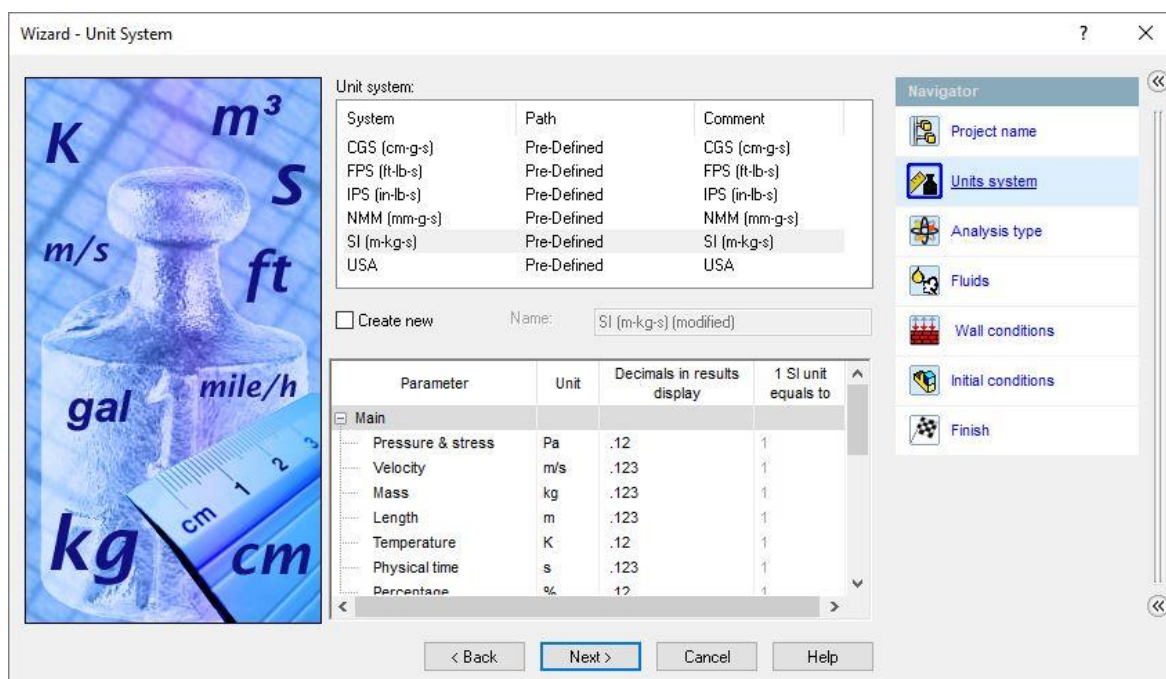 Wizard - Unit System
?
K
m³
s
m/s
ft
gal
mile/h
cm 1 2 3
kg
cm
Unit system:
System Path Comment
CGS (cm-g-s) Pre-Defined CGS (cm-g-s)
FPS (ft-lb-s) Pre-Defined FPS (ft-lb-s)
IPS (in-lb-s) Pre-Defined IPS (in-lb-s)
NMM (mm-g-s) Pre-Defined NMM (mm-g-s)
SI (m-kg-s) Pre-Defined SI (m-kg-s)
USA Pre-Defined USA
Create new Name: SI (m-kg-s) (modified)
Parameter Unit Decimals in results display 1 SI unit equals to
Main
Pressure & stress Pa .12 1
Velocity m/s .123 1
Mass kg .123 1
Length m .123 1
Temperature K .12 1
Physical time s .123 1
Percentage % .12 1
Navigator
Project name
Units system
Analysis type
Fluids
Wall conditions
Initial conditions
Finish
< Back Next > Cancel Help